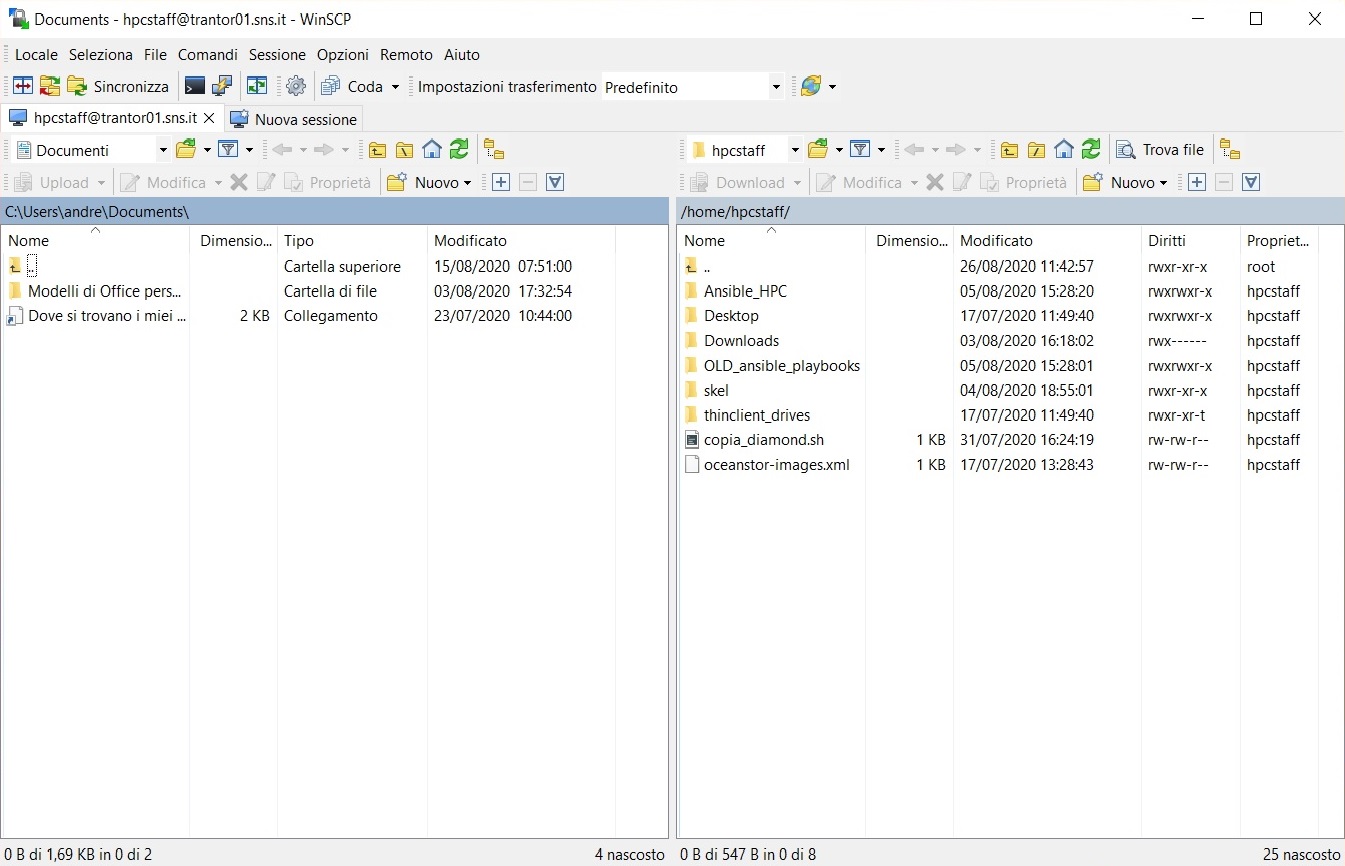 Documents - hpcstaff@trantor01.sns.it - WinSCP
Locale Seleziona File Comandi Sessione Opzioni Remoto Aiuto
Sincronizza Coda Impostazioni trasferimento Predefinito
hpcstaff@trantor01.sns.it Nuova sessione
Documenti hpcstaff Trova file
Upload Modifica Proprietà Nuovo Download Modifica Proprietà Nuovo
C:\Users\andre\Documents\ /home/hpcstaff/
Nome Dimensio... Tipo Modificato Nome Dimensio... Modificato Diritti Propriet...
.. Cartella superiore 15/08/2020 07:51:00 .. 26/08/2020 11:42:57 rwxr-xr-x root
Modelli di Office pers... Cartella di file 03/08/2020 17:32:54 Ansible_HPC 05/08/2020 15:28:20 rwxrwxr-x hpcstaff
Dove si trovano i miei ... 2 KB Collegamento 23/07/2020 10:44:00 Desktop 17/07/2020 11:49:40 rwxrwxr-x hpcstaff
Downloads 03/08/2020 16:18:02 rwx------ hpcstaff
OLD_ansible_playbooks 05/08/2020 15:28:01 rwxrwxr-x hpcstaff
skel 04/08/2020 18:55:01 rwxr-xr-x hpcstaff
thinclient_drives 17/07/2020 11:49:40 rwxr-xr-t hpcstaff
copia_diamond.sh 1 KB 31/07/2020 16:24:19 rw-rw-r-- hpcstaff
oceanstor-images.xml 1 KB 17/07/2020 13:28:43 rw-rw-r-- hpcstaff
0 B di 1,69 KB in 0 di 2 4 nascosto 0 B di 547 B in 0 di 8 25 nascosto